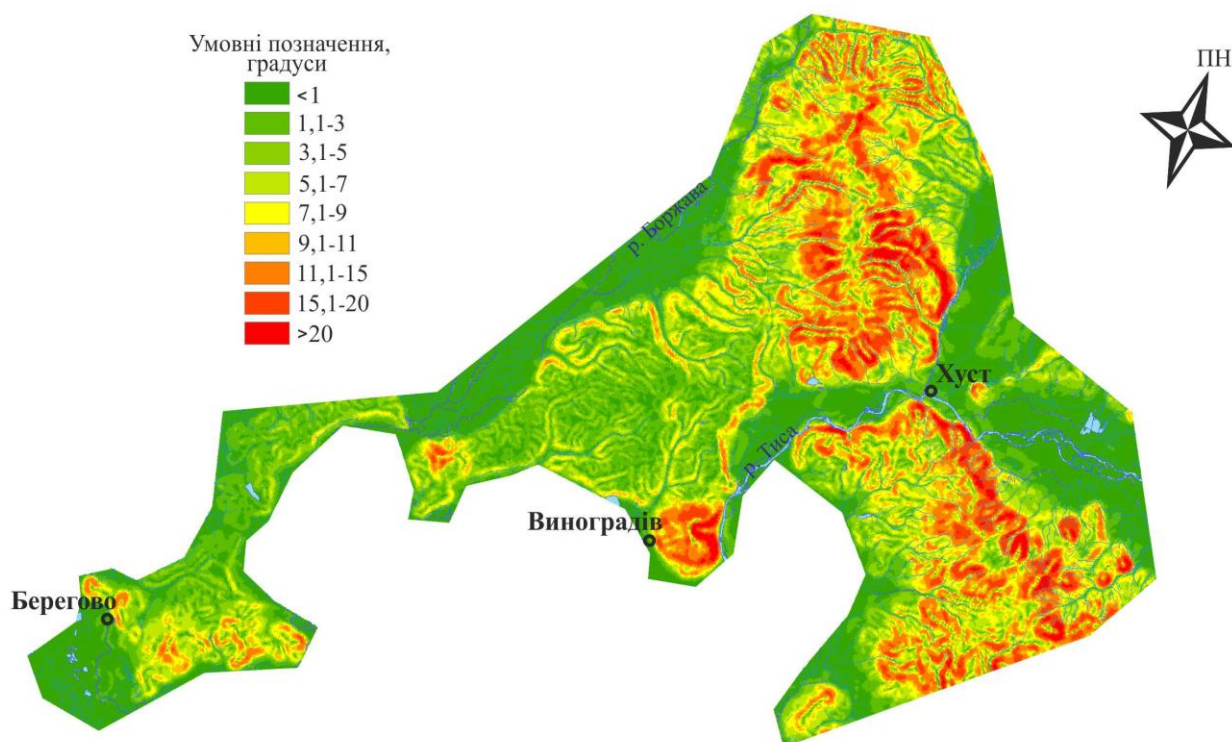 Умовні позначення,
градуси
<1
1,1-3
3,1-5
5,1-7
7,1-9
9,1-11
11,1-15
15,1-20
>20
ПН
р. Боржава
Хуст
р. Тиса
Виноградів
Берегово